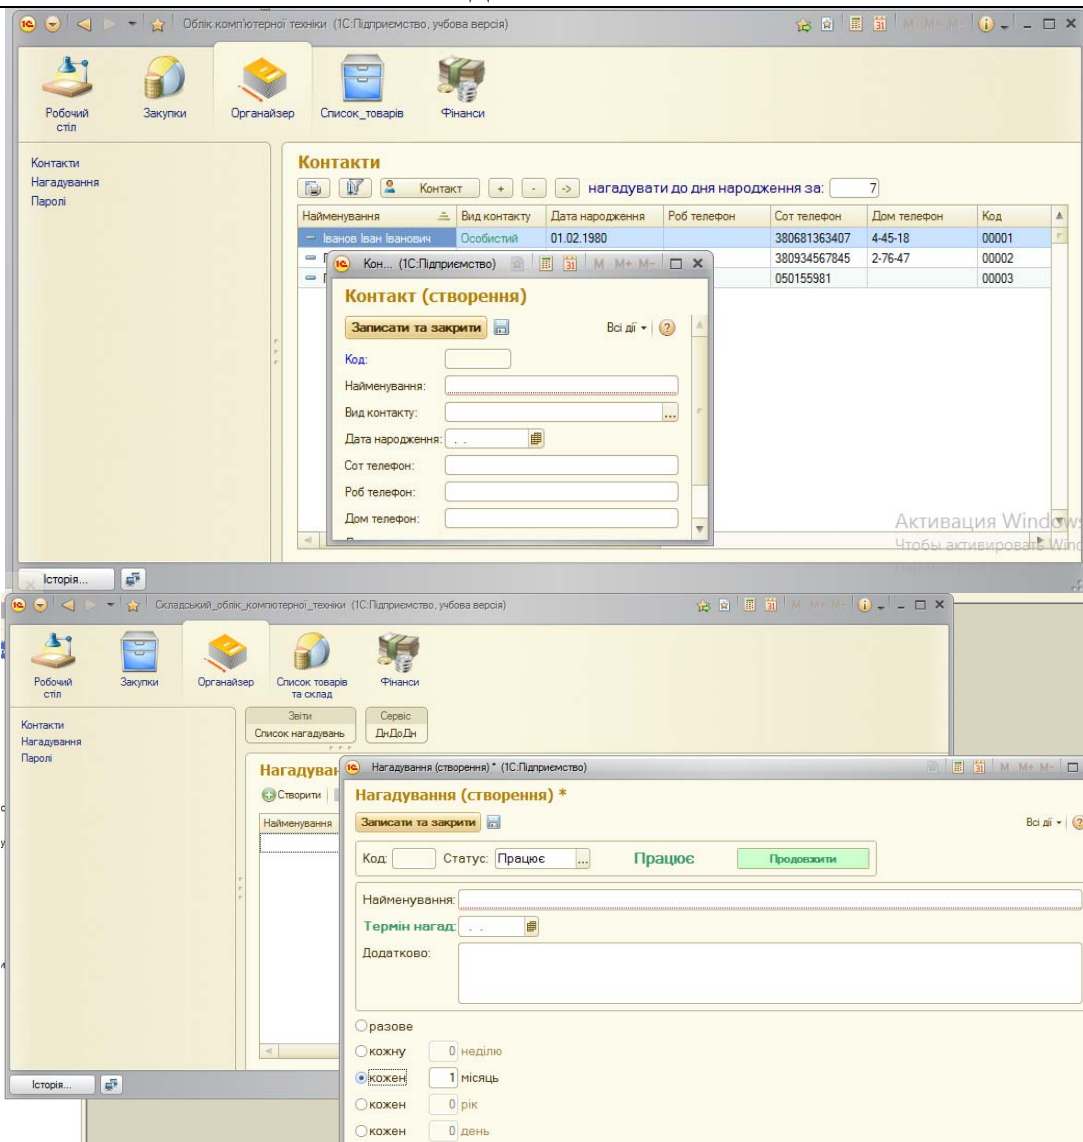 Облік комп'ютерної техніки (1С:Підприємство, учбова версія)
M M+ M-
Робочий стіл
Закупки
Органайзер
Список_товарів
Фінанси
Контакти
Нагадування
Паролі
Контакти
Контакт + - -> нагадувати до дня народження за: 7
Найменування Вид контакту Дата народження Роб телефон Сот телефон Дом телефон Код
Іванов Іван Іванович Особистий 01.02.1980 380681363407 4-45-18 00001
380934567845 2-76-47 00002
050155981 00003
Кон... (1С:Підприємство) M M+ M-
Контакт (створення)
Записати та закрити Всі дії
Код:
Найменування:
Вид контакту: ...
Дата народження: . .
Сот телефон:
Роб телефон:
Дом телефон:
Активация Windows
Чтобы активировать Wind
Історія...
Складський_облік_компютерної_техніки (1С:Підприємство, учбова версія)
M M+ M-
Робочий стіл
Закупки
Органайзер
Список товарів та склад
Фінанси
Контакти
Нагадування
Паролі
Звіти
Список нагадувань
Сервіс
ДнДоДн
Нагадуван
Створити
Найменування
Нагадування (створення) * (1С:Підприємство) M M+ M-
Нагадування (створення) *
Записати та закрити Всі дії
Код: Статус: Працює ... Працює Продовжити
Найменування:
Термін нагад: . .
Додатково:
разове
кожну 0 неділю
кожен 1 місяць
кожен 0 рік
кожен 0 день
Історія...